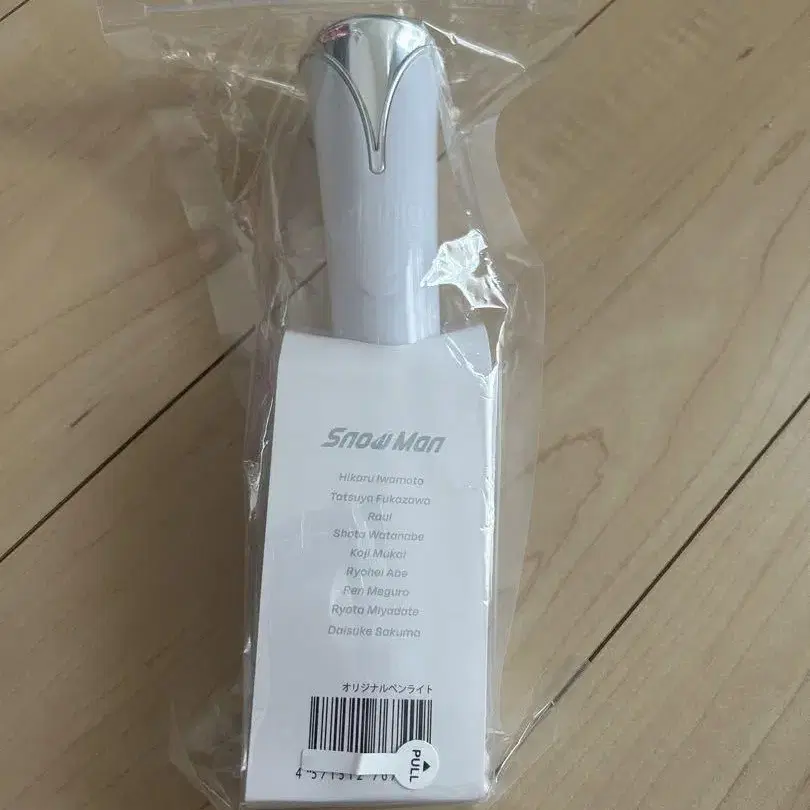 Snow Man
Hikaru Iwamoto
Tatsuya Fukazawa
Raul
Shota Watanabe
Koji Mukai
Ryohei Abe
Ren Meguro
Ryota Miyadate
Daisuke Sakuma
オリジナルペンライト
PULL